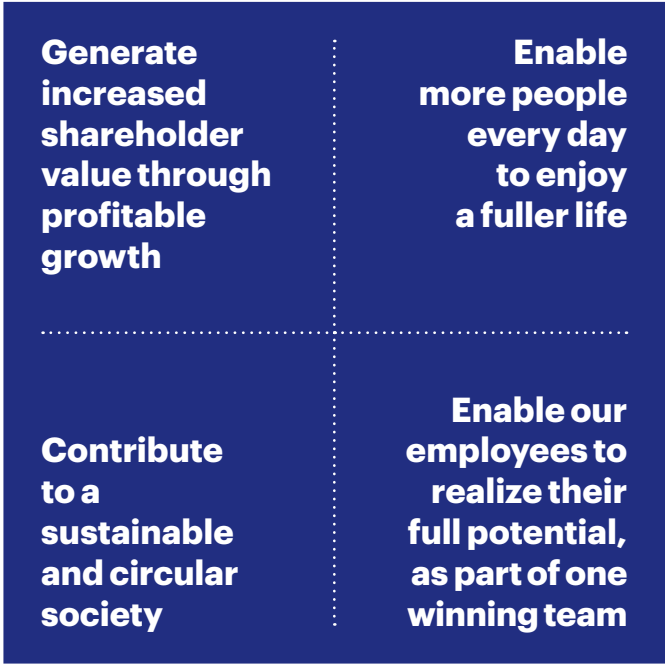 Generate
increased
shareholder
value through
profitable
growth
Enable
more people
every day
to enjoy
a fuller life
Contribute
to a
sustainable
and circular
society
Enable our
employees to
realize their
full potential,
as part of one
winning team